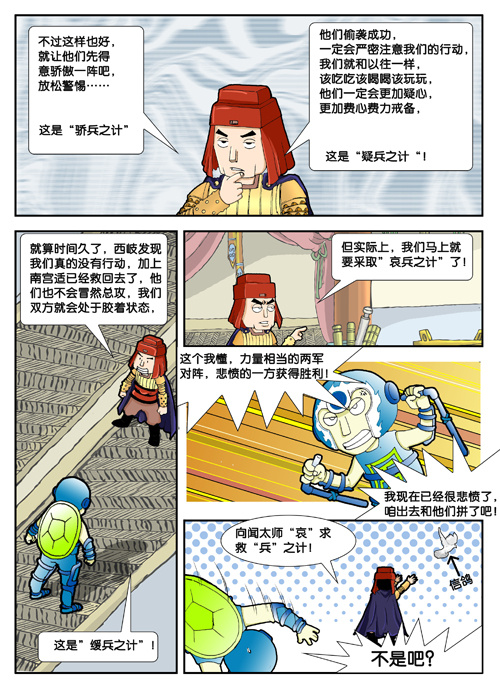 不过这样也好，
就让他们先得
意骄傲一阵吧，
放松警惕……
这是“骄兵之计”
他们偷袭成功，
一定会严密注意我们的行动，
我们就和以往一样，
该吃吃该喝喝该玩玩，
他们一定会更加疑心，
更加费心费力戒备，
这是“疑兵之计“！
就算时间久了，西岐发现
我们真的没有行动，加上
南宫适已经救回去了，他
们也不会冒然总攻，我们
双方就会处于胶着状态，
这是”缓兵之计”！
但实际上，我们马上就
要采取”哀兵之计”了！
这个我懂，力量相当的两军
对阵，悲愤的一方获得胜利！
我现在已经很悲愤了，
咱出去和他们拼了吧！
向闻太师“哀”求
救“兵”之计！
信鸽
不是吧？